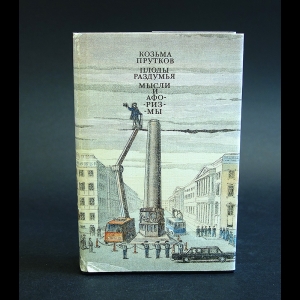 КОЗЬМА
ПРУТКОВ
ПЛОДЫ
РАЗДУМЬЯ
МЫСЛИ
И
АФО-
-РИЗ-
-МЫ